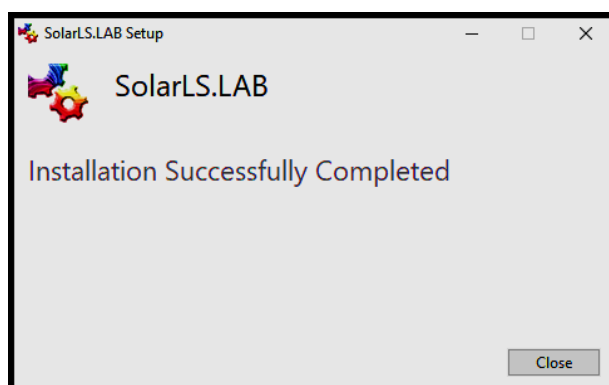 SolarLS.LAB Setup
SolarLS.LAB
Installation Successfully Completed
Close